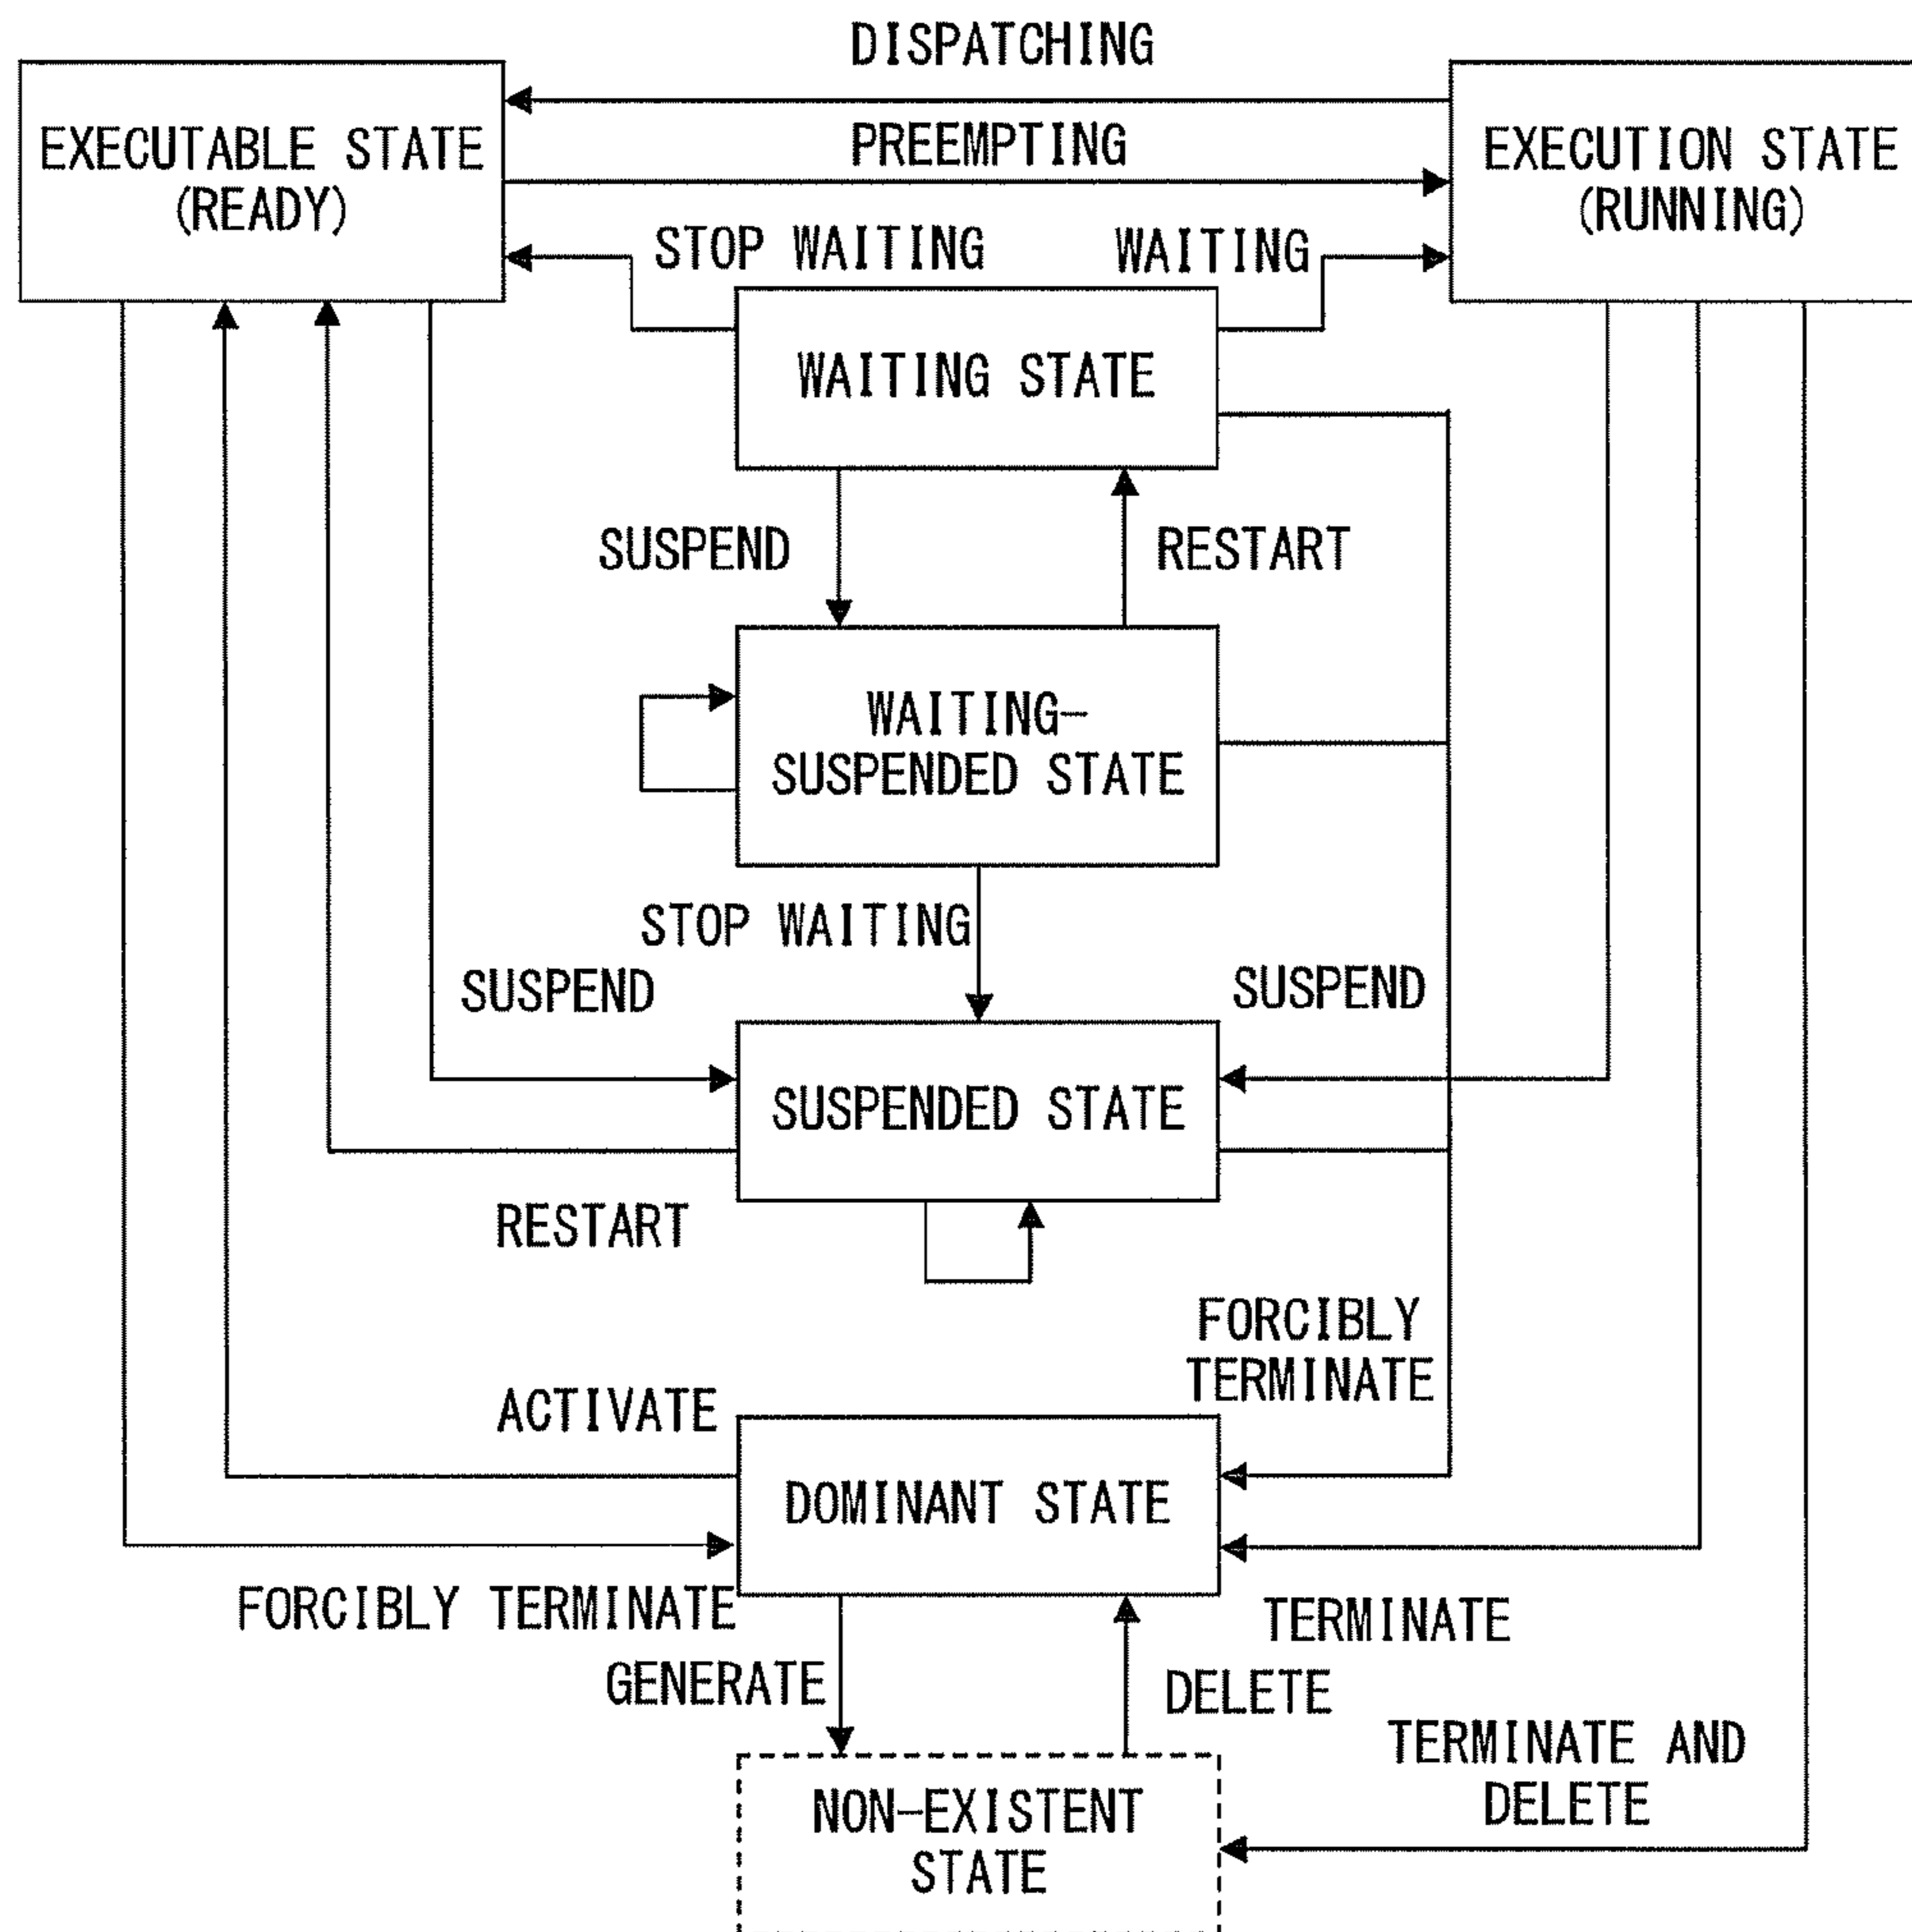 DISPATCHING
EXECUTABLE STATE
(READY)
PREEMPTING
EXECUTION STATE
(RUNNING)
STOP WAITING
WAITING
WAITING STATE
SUSPEND
RESTART
WAITING-
SUSPENDED STATE
STOP WAITING
SUSPEND
SUSPEND
SUSPENDED STATE
RESTART
FORCIBLY
TERMINATE
ACTIVATE
DOMINANT STATE
FORCIBLY TERMINATE
TERMINATE
GENERATE
DELETE
TERMINATE AND
DELETE
NON-EXISTENT
STATE